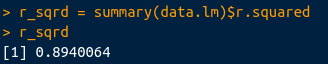 > r_sqrd = summary(data.lm)$r.squared
> r_sqrd
[1] 0.8940064